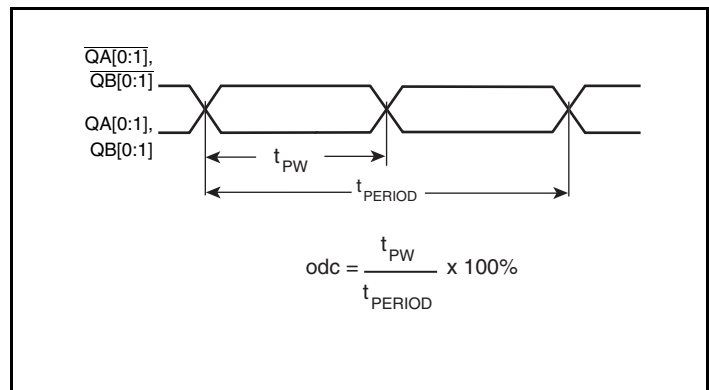 QA[0:1],
QB[0:1]
QA[0:1],
QB[0:1]
tPW
tPERIOD
odc = tPW / tPERIOD x 100%